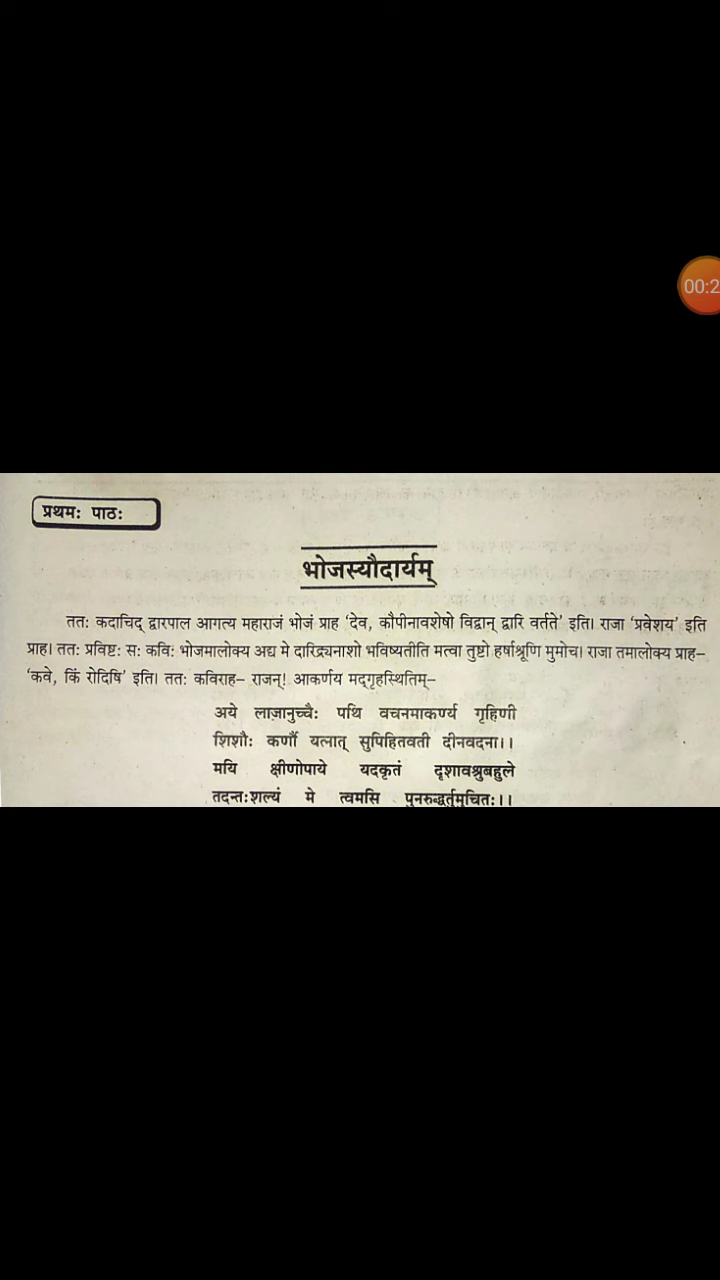 00:2
प्रथमः पाठः
भोजस्यौदार्यम्
ततः कदाचिद् द्वारपाल आगत्य महाराजं भोजं प्राह 'देव, कौपीनावशेषो विद्वान् द्वारि वर्तते' इति। राजा 'प्रवेशय' इति
प्राह। ततः प्रविष्टः सः कविः भोजमालोक्य अद्य मे दारिद्र्यनाशो भविष्यतीति मत्वा तुष्टो हर्षाश्रूणि मुमोच। राजा तमालोक्य प्राह–
'कवे, किं रोदिषि' इति। ततः कविराह– राजन्! आकर्णय मद्‌गृहस्थितिम्–
अये लाजानुच्चैः पथि वचनमाकर्ण्य गृहिणी
शिशौः कर्णौ यत्नात् सुपिहितवती दीनवदना।।
मयि क्षीणोपाये यदकृतं दृशावश्रुबहुले
तदन्तःशल्यं मे त्वमसि पुनरुद्धर्तुमुचितः।।